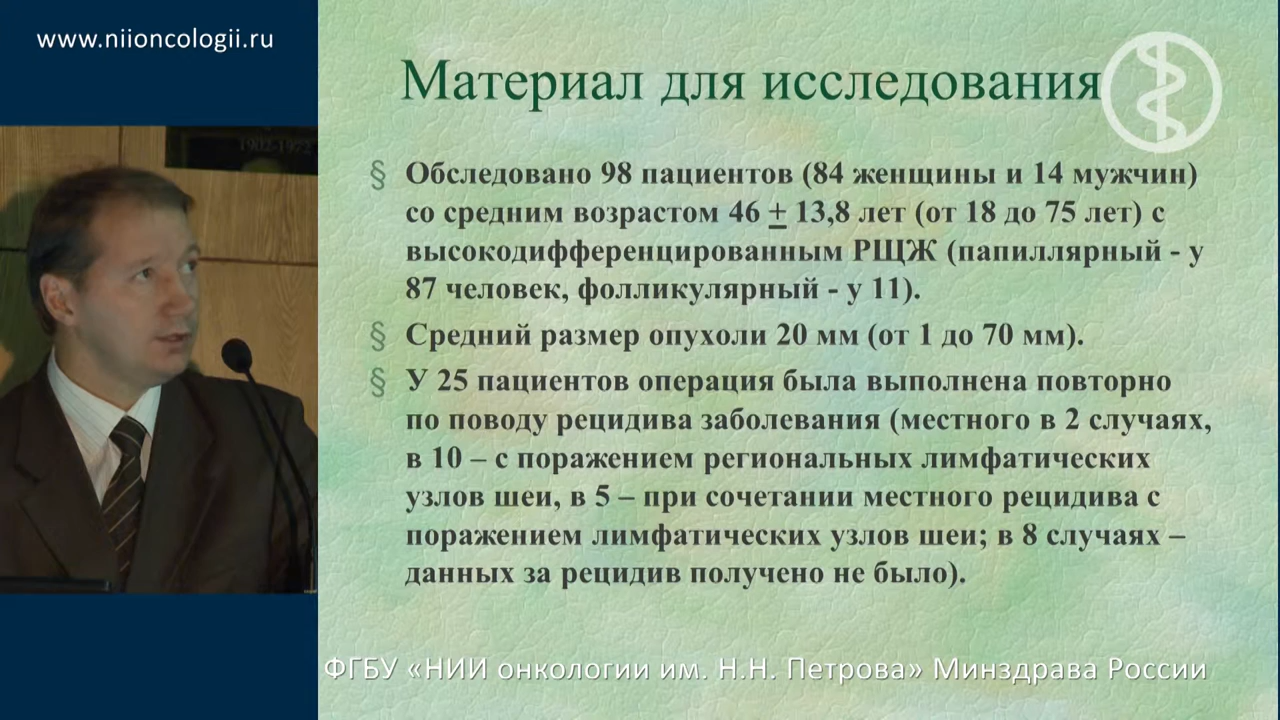 www.niioncologii.ru
1902-1972
Материал для исследования
§ Обследовано 98 пациентов (84 женщины и 14 мужчин)
со средним возрастом 46 ± 13,8 лет (от 18 до 75 лет) с
высокодифференцированным РЩЖ (папиллярный - у
87 человек, фолликулярный - у 11).
§ Средний размер опухоли 20 мм (от 1 до 70 мм).
§ У 25 пациентов операция была выполнена повторно
по поводу рецидива заболевания (местного в 2 случаях,
в 10 – с поражением региональных лимфатических
узлов шеи, в 5 – при сочетании местного рецидива с
поражением лимфатических узлов шеи; в 8 случаях –
данных за рецидив получено не было).
ФГБУ «НИИ онкологии им. Н.Н. Петрова» Минздрава России